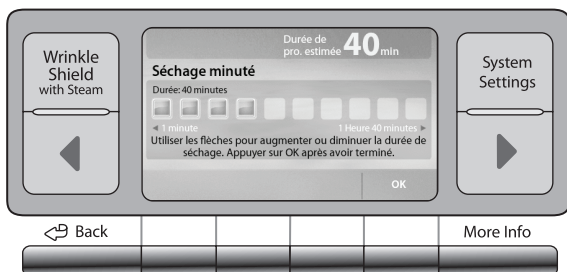 Wrinkle
Shield
with Steam
Durée de
pro. estimée 40 min
Séchage minuté
Durée: 40 minutes
1 minute
1 Heure 40 minutes
Utiliser les flèches pour augmenter ou diminuer la durée de
séchage. Appuyer sur OK après avoir terminé.
OK
System
Settings
Back
More Info